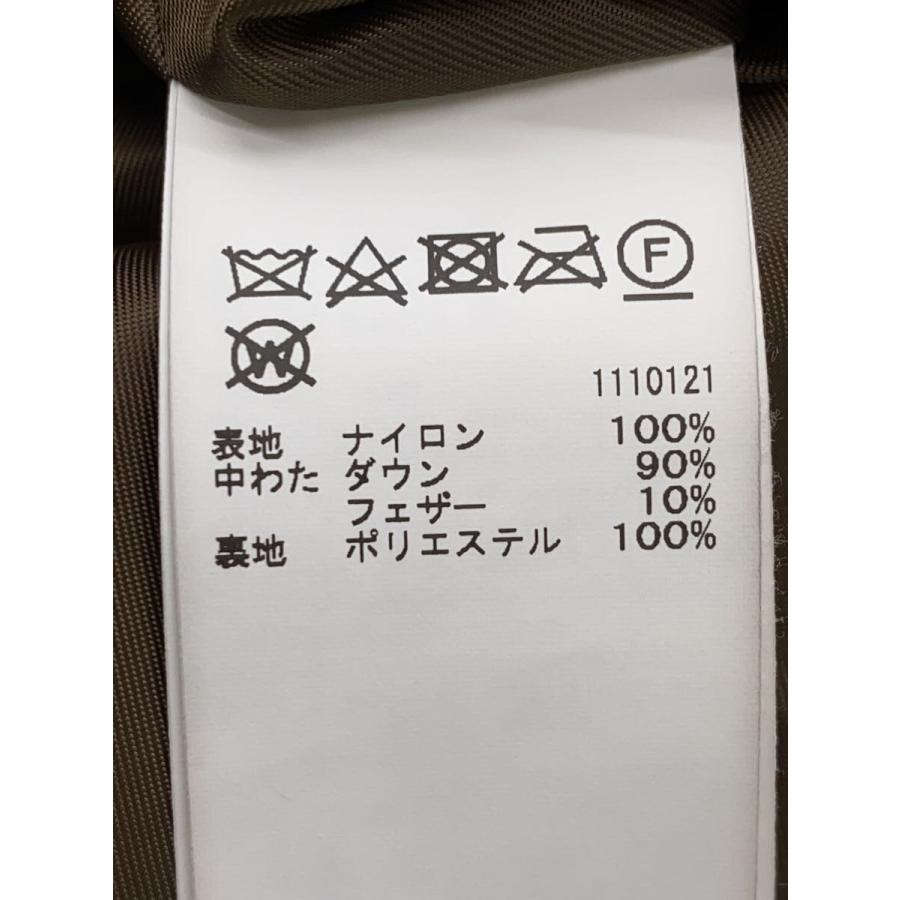 F
W
1110121
表地 ナイロン 100%
中わた ダウン 90%
フェザー 10%
裏地 ポリエステル 100%